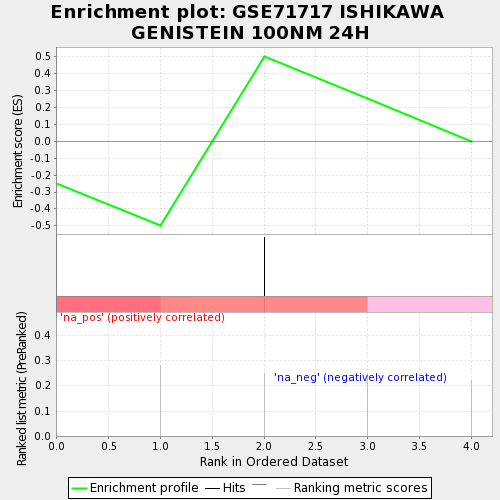 Enrichment plot: GSE71717 ISHIKAWA
GENISTEIN 100NM 24H
Enrichment score (ES)
0.5
0.4
0.3
0.2
0.1
0.0
-0.1
-0.2
-0.3
-0.4
-0.5
'na_pos' (positively correlated)
'na_neg' (negatively correlated)
Ranked list metric (PreRanked)
0.4
0.3
0.2
0.1
0.0
0.0 0.5 1.0 1.5 2.0 2.5 3.0 3.5 4.0
Rank in Ordered Dataset
Enrichment profile Hits Ranking metric scores